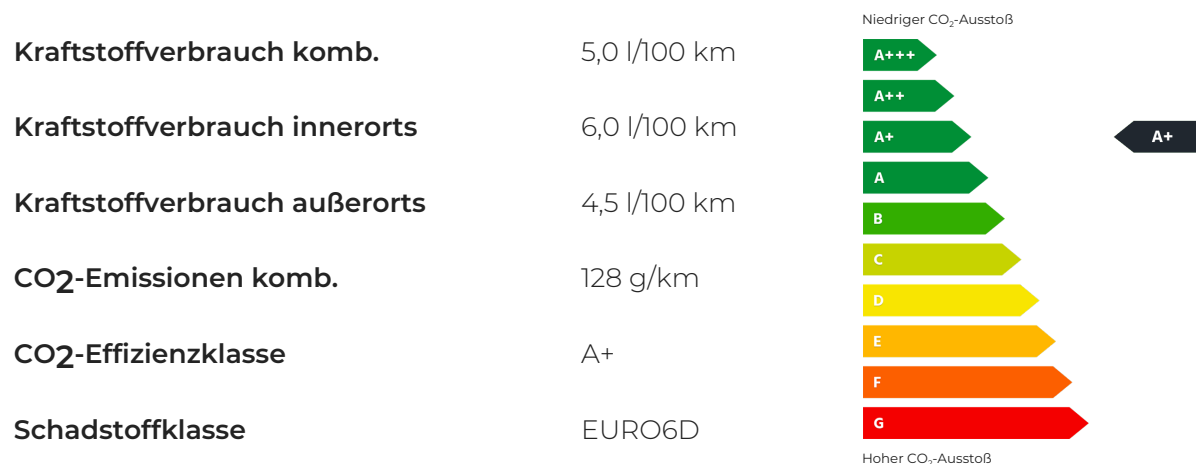 Kraftstoffverbrauch komb. 5,0 l/100 km
Kraftstoffverbrauch innerorts 6,0 l/100 km
Kraftstoffverbrauch außerorts 4,5 l/100 km
CO2-Emissionen komb. 128 g/km
CO2-Effizienzklasse A+
Schadstoffklasse EURO6D
Niedriger CO₂-Ausstoß
A+++
A++
A+ A+
A
B
C
D
E
F
G
Hoher CO₂-Ausstoß